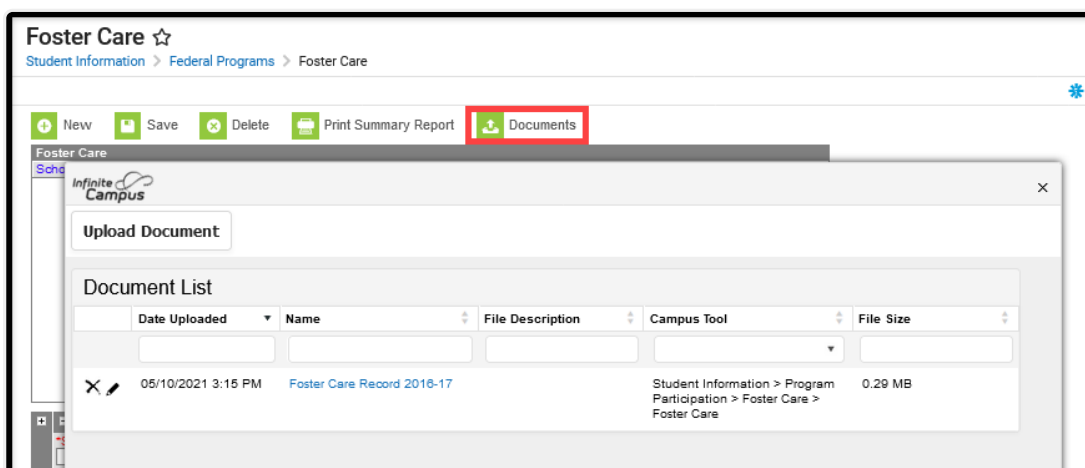 Foster Care
Student Information > Federal Programs > Foster Care
New Save Delete Print Summary Report Documents
Foster Care
Infinite
Campus
Upload Document
Document List
Date Uploaded Name File Description Campus Tool File Size
05/10/2021 3:15 PM Foster Care Record 2016-17 Student Information > Program 0.29 MB
Participation > Foster Care >
Foster Care